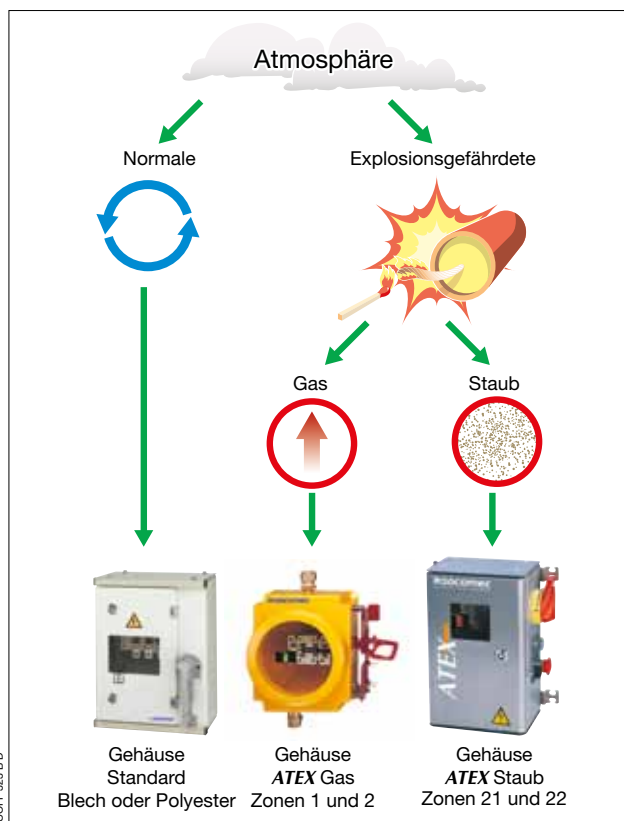 Atmosphäre
Normale
Explosionsgefährdete
Gas
Staub
socomec
ATEX
Gehäuse
Standard
Blech oder Polyester
Gehäuse
ATEX Gas
Zonen 1 und 2
Gehäuse
ATEX Staub
Zonen 21 und 22